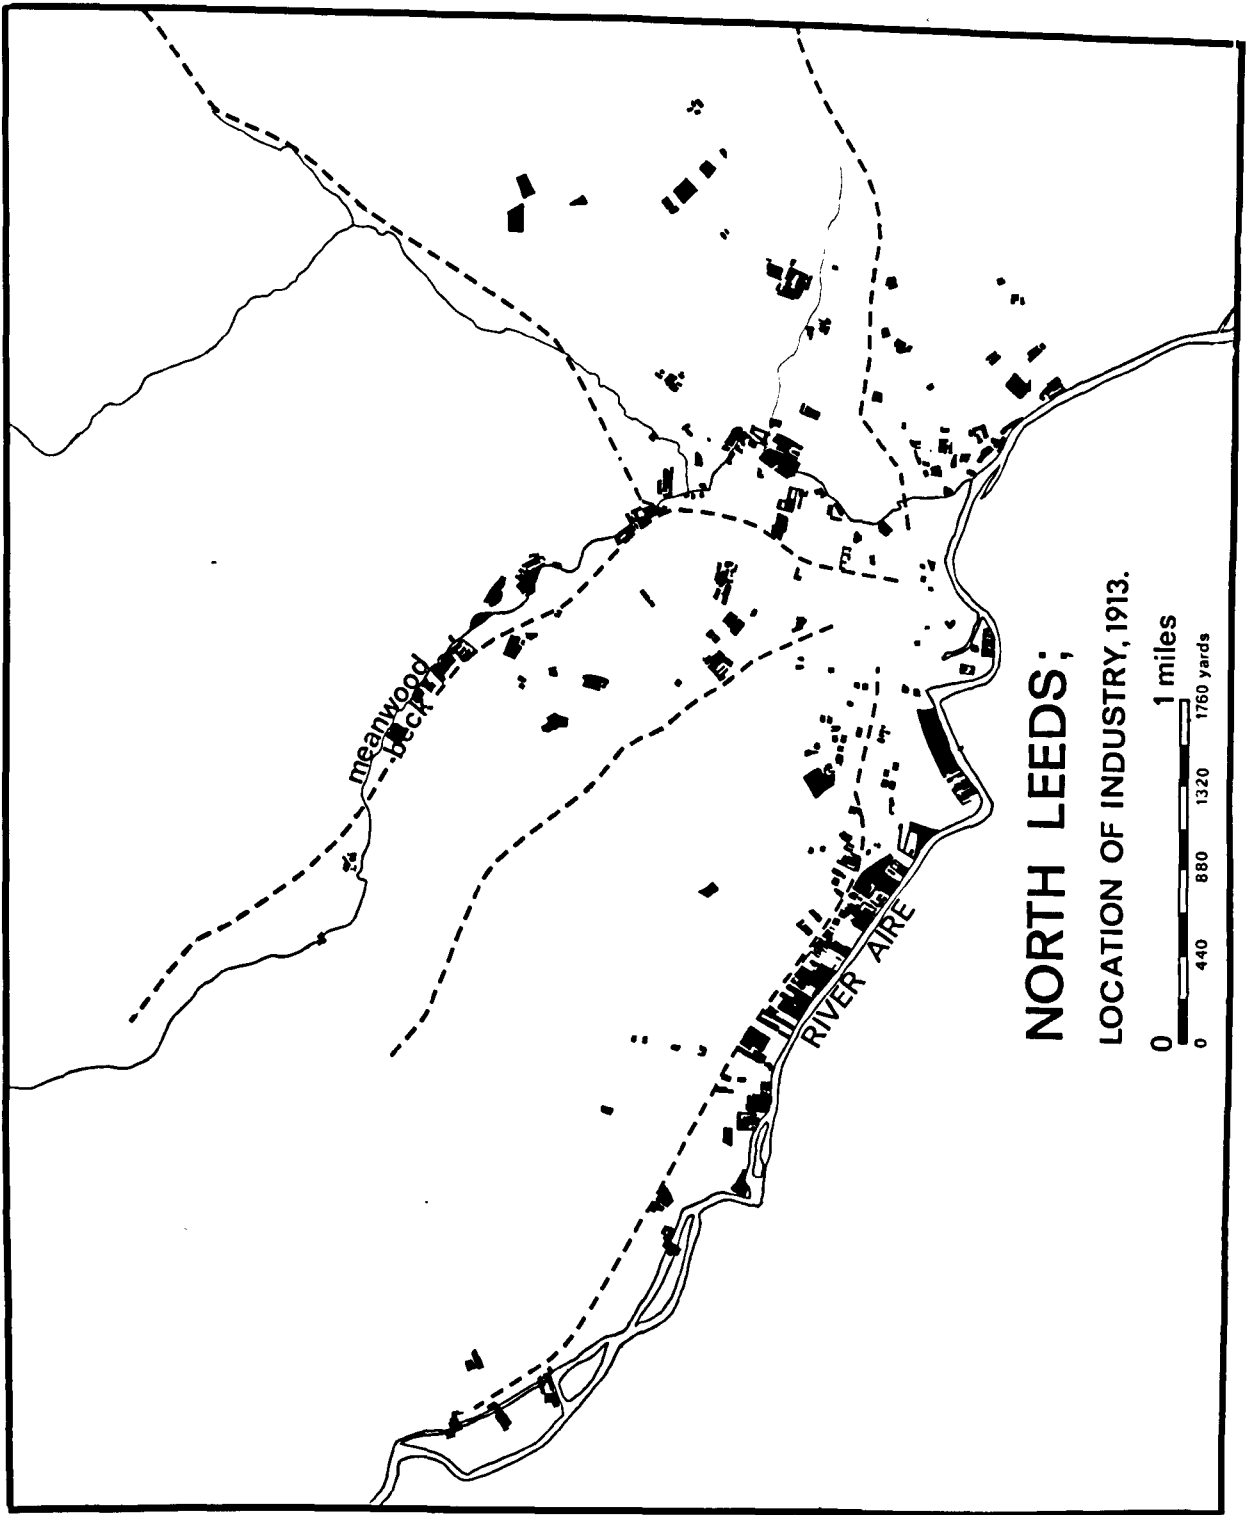 meanwood
beck
RIVER AIRE
NORTH LEEDS;
LOCATION OF INDUSTRY, 1913.
0 1 miles
0 440 880 1320 1760 yards